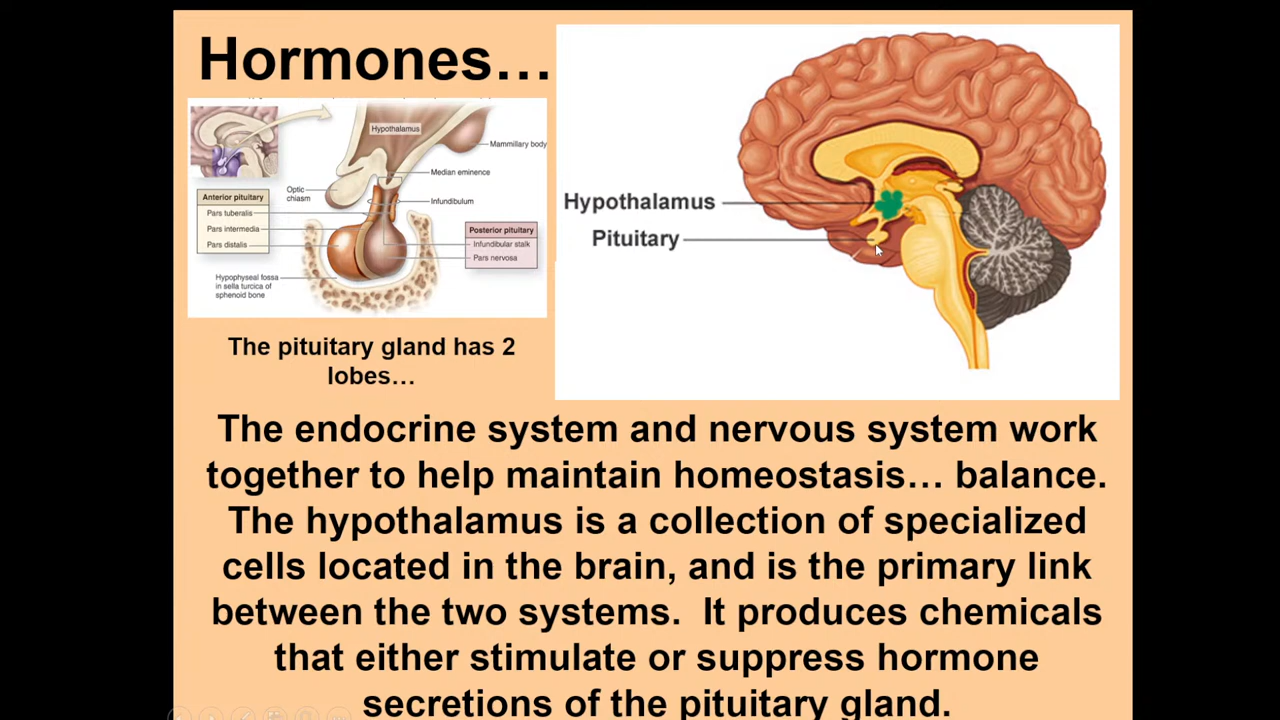 Hormones…
Hypothalamus
Mammillary body
Median eminence
Optic
chiasm
Infundibulum
Anterior pituitary
Pars tuberalis
Pars intermedia
Pars distalis
Posterior pituitary
Infundibular stalk
Pars nervosa
Hypophyseal fossa
in sella turcica of
sphenoid bone
Hypothalamus
Pituitary
The pituitary gland has 2
lobes…
The endocrine system and nervous system work
together to help maintain homeostasis… balance.
The hypothalamus is a collection of specialized
cells located in the brain, and is the primary link
between the two systems.  It produces chemicals
that either stimulate or suppress hormone
secretions of the pituitary gland.